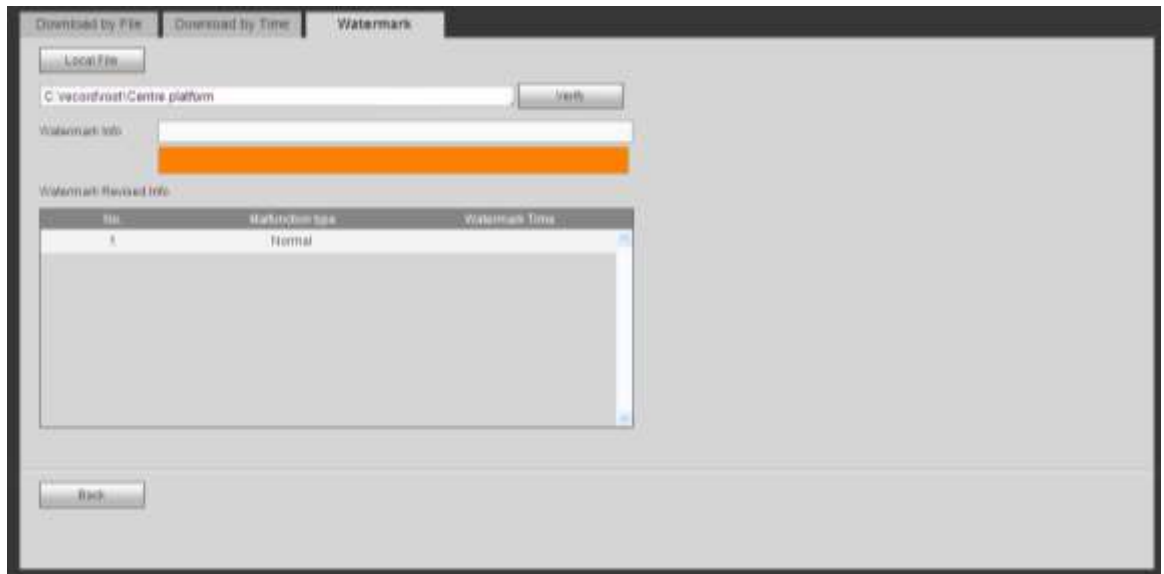 Download by File Download by Time Watermark
Local File
C:\record\ Centre platform Verify
Watermark Info
Watermark Revised Info
No. Malfunction type Watermark Time
1 Normal
Back